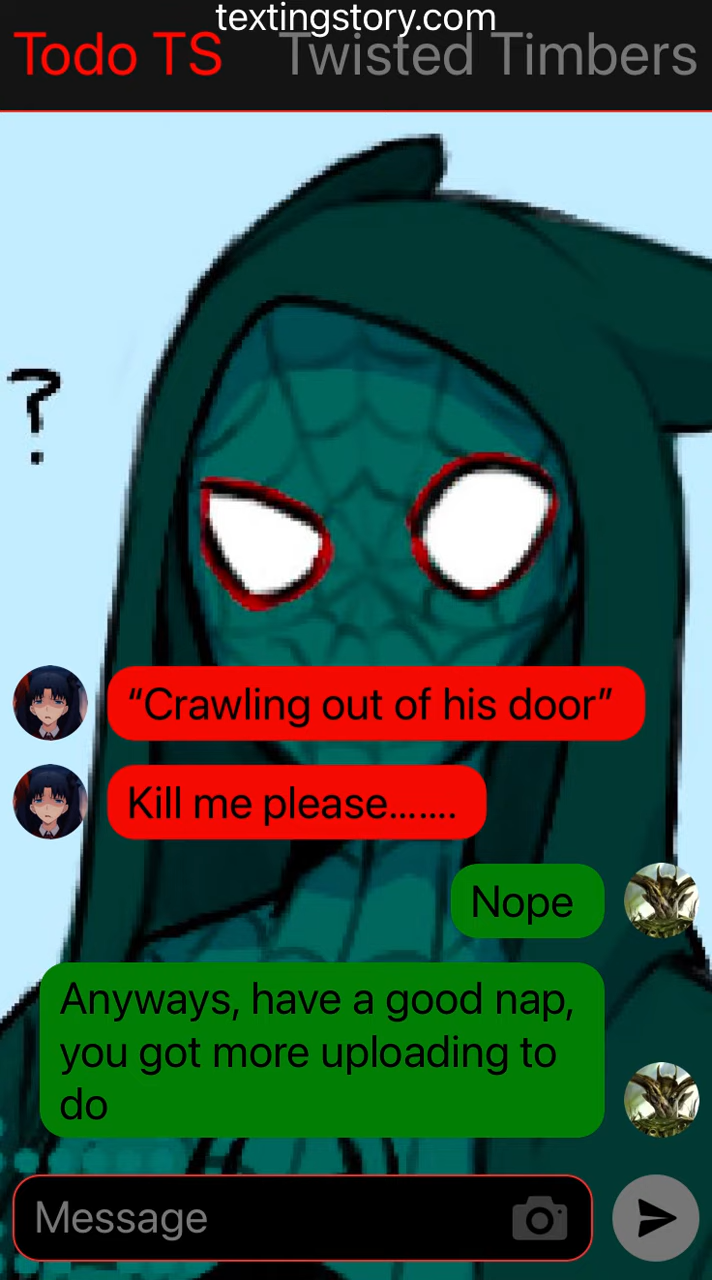 textingstory.com
Todo TS Twisted Timbers
?
“Crawling out of his door”
Kill me please.......
Nope
Anyways, have a good nap,
you got more uploading to
do
Message